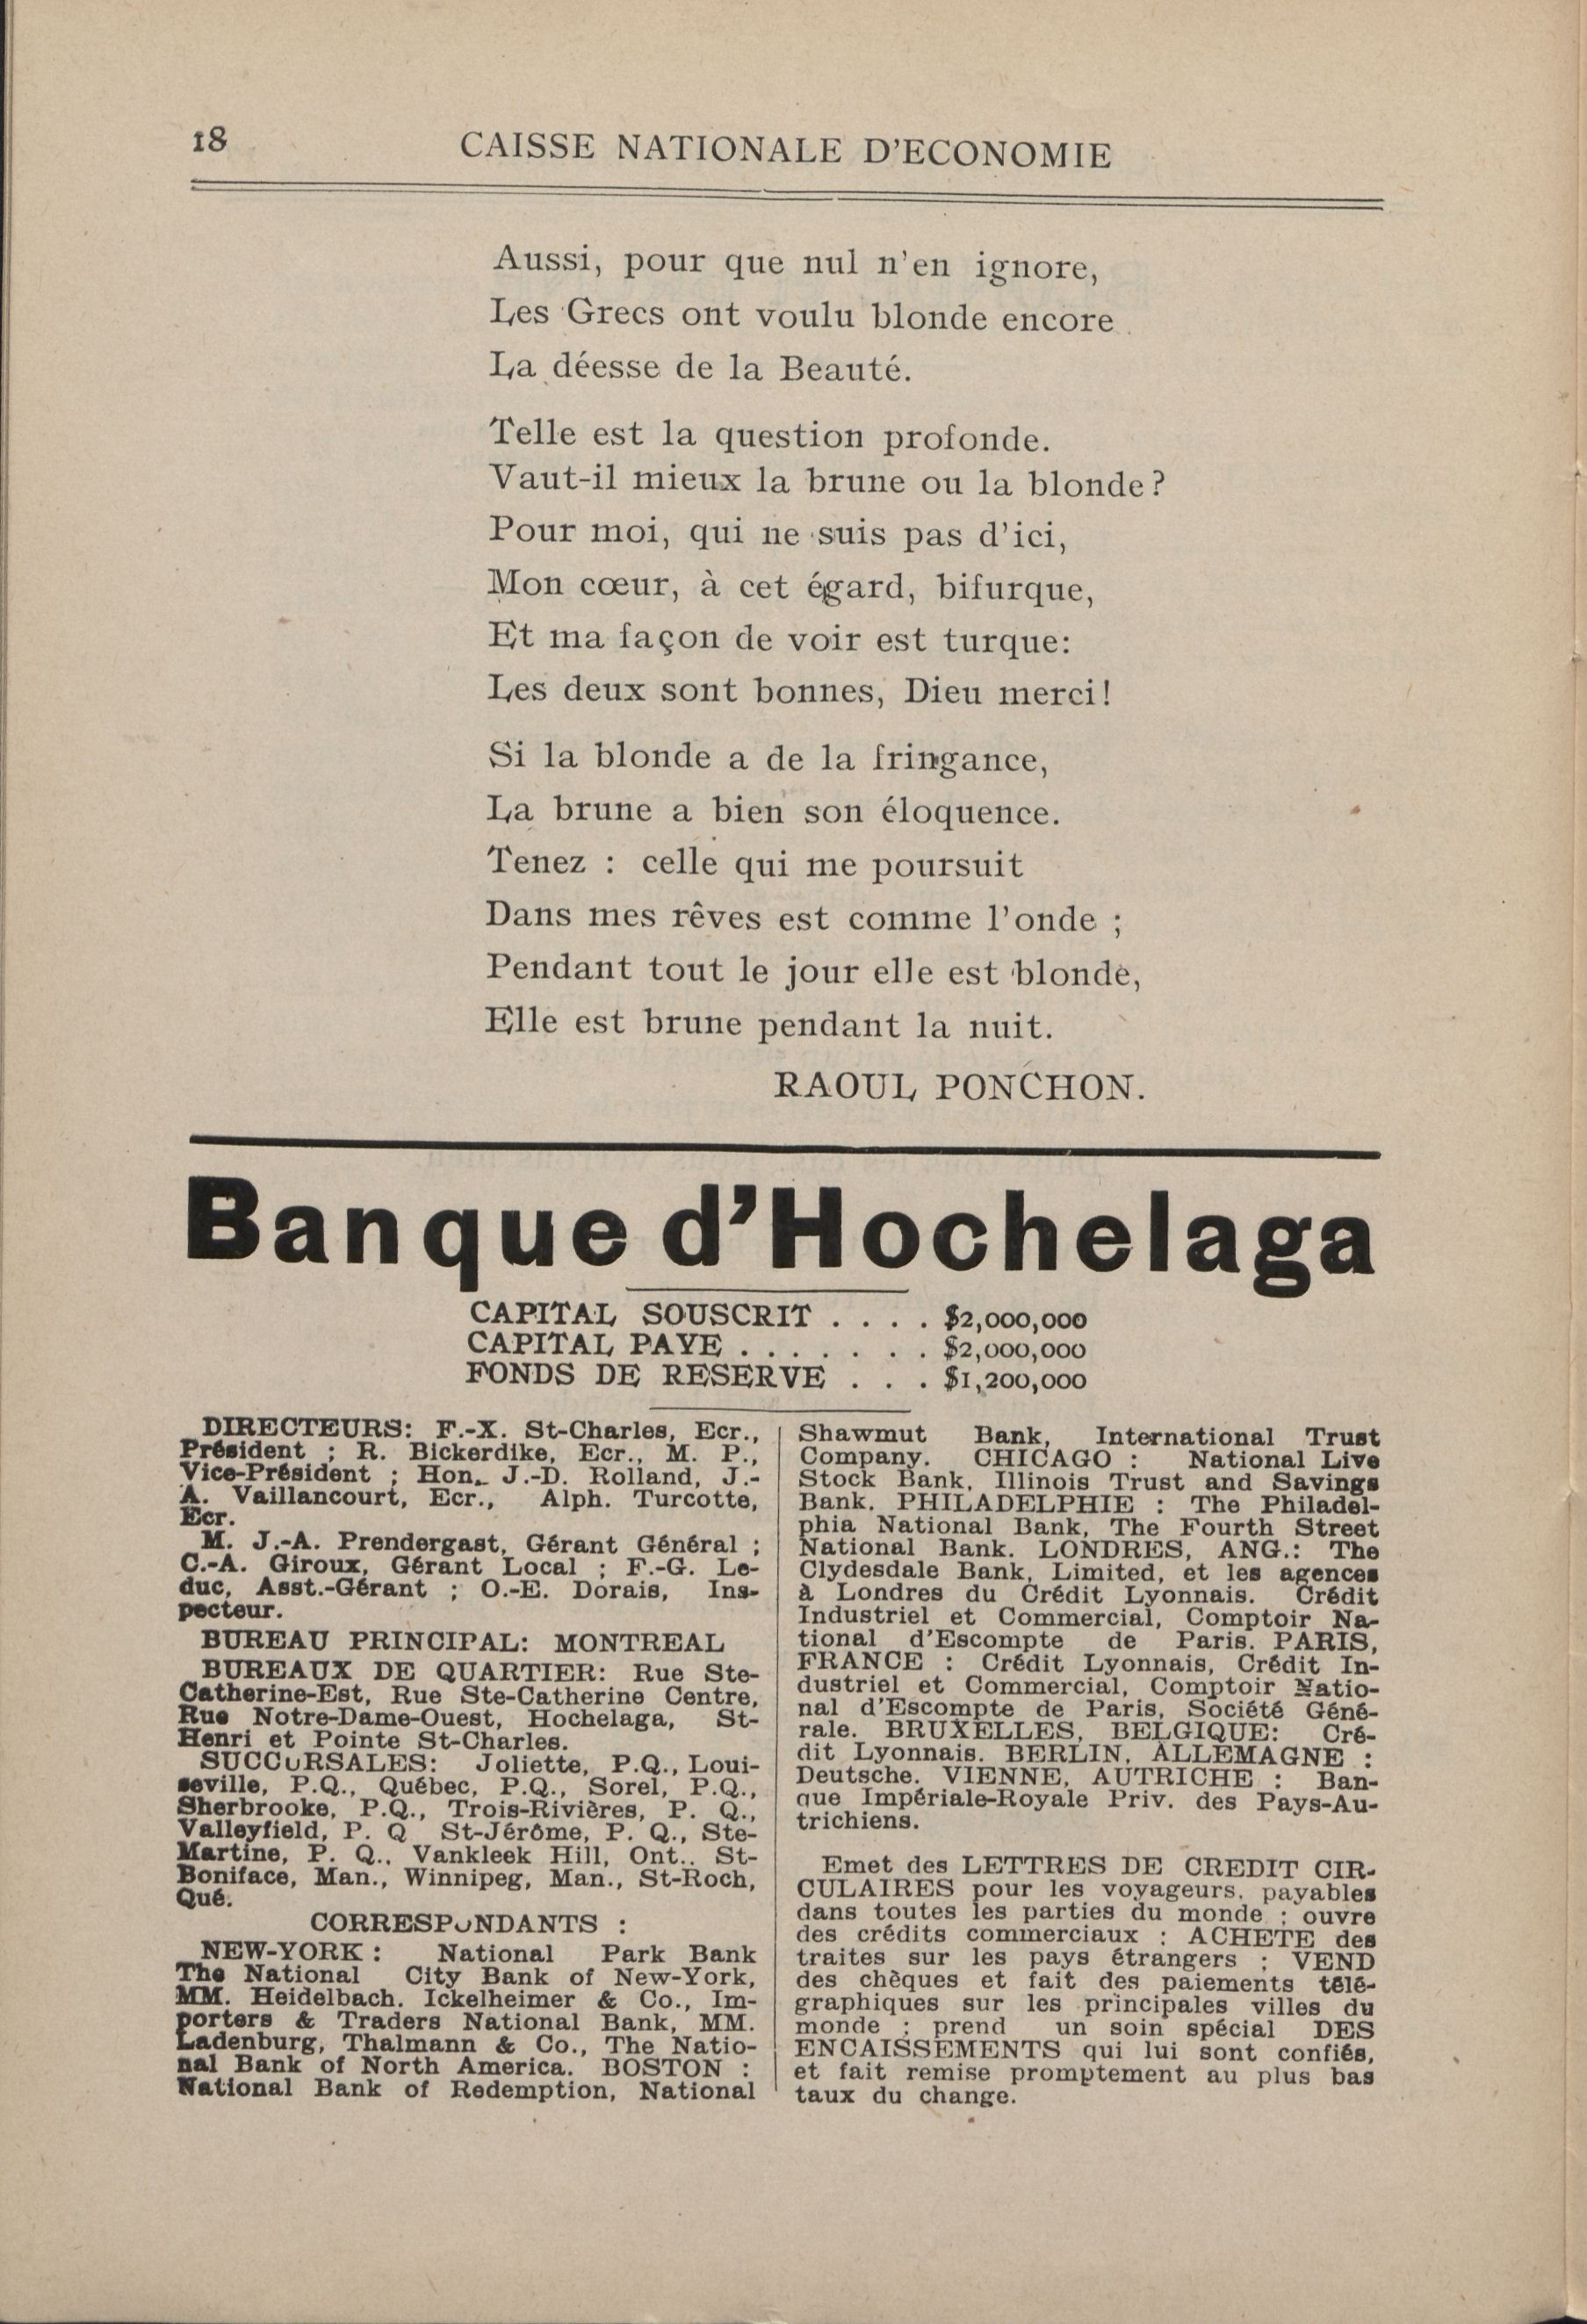 18
CAISSE NATIONALE D'ECONOMIE
Aussi, pour que nul n'en ignore,
Les Grecs ont voulu blonde encore
La déesse de la Beauté.
Telle est la question profonde.
Vaut-il mieux la brune ou la blonde?
Pour moi, qui ne suis pas d'ici,
Mon cœur, à cet égard, bifurque,
Et ma façon de voir est turque:
Les deux sont bonnes, Dieu merci!
Si la blonde a de la fringance,
La brune a bien son éloquence.
Tenez : celle qui me poursuit
Dans mes rêves est comme l'onde ;
Pendant tout le jour elle est blonde,
Elle est brune pendant la nuit.
RAOUL PONCHON.
Banque d'Hochelaga
CAPITAL SOUSCRIT . . . . $2,000,000
CAPITAL PAYE . . . . . . . $2,000,000
FONDS DE RESERVE . . . $1,200,000
DIRECTEURS: F.-X. St-Charles, Ecr.,
Président ; R. Bickerdike, Ecr., M. P.,
Vice-Président ; Hon. J.-D. Rolland, J.-
A. Vaillancourt, Ecr., Alph. Turcotte,
Ecr.
M. J.-A. Prendergast, Gérant Général ;
C.-A. Giroux, Gérant Local ; F.-G. Le-
duc, Asst.-Gérant ; O.-E. Dorais, Ins-
pecteur.
BUREAU PRINCIPAL: MONTREAL
BUREAUX DE QUARTIER: Rue Ste-
Catherine-Est, Rue Ste-Catherine Centre,
Rue Notre-Dame-Ouest, Hochelaga, St-
Henri et Pointe St-Charles.
SUCCURSALES: Joliette, P.Q., Loui-
seville, P.Q., Québec, P.Q., Sorel, P.Q.,
Sherbrooke, P.Q., Trois-Rivières, P. Q.,
Valleyfield, P. Q St-Jérôme, P. Q., Ste-
Martine, P. Q., Vankleek Hill, Ont., St-
Boniface, Man., Winnipeg, Man., St-Roch,
Qué.
CORRESPONDANTS :
NEW-YORK : National Park Bank
The National City Bank of New-York,
MM. Heidelbach, Ickelheimer & Co., Im-
porters & Traders National Bank, MM.
Ladenburg, Thalmann & Co., The Natio-
nal Bank of North America. BOSTON :
National Bank of Redemption, National
Shawmut Bank, International Trust
Company. CHICAGO : National Live
Stock Bank, Illinois Trust and Savings
Bank. PHILADELPHIE : The Philadel-
phia National Bank, The Fourth Street
National Bank. LONDRES, ANG.: The
Clydesdale Bank, Limited, et les agences
à Londres du Crédit Lyonnais. Crédit
Industriel et Commercial, Comptoir Na-
tional d'Escompte de Paris. PARIS,
FRANCE : Crédit Lyonnais, Crédit In-
dustriel et Commercial, Comptoir Natio-
nal d'Escompte de Paris, Société Géné-
rale. BRUXELLES, BELGIQUE: Cré-
dit Lyonnais. BERLIN, ALLEMAGNE :
Deutsche. VIENNE, AUTRICHE : Ban-
que Impériale-Royale Priv. des Pays-Au-
trichiens.
Emet des LETTRES DE CREDIT CIR-
CULAIRES pour les voyageurs, payables
dans toutes les parties du monde ; ouvre
des crédits commerciaux ; ACHETE des
traites sur les pays étrangers ; VEND
des chèques et fait des paiements télé-
graphiques sur les principales villes du
monde ; prend un soin spécial DES
ENCAISSEMENTS qui lui sont confiés,
et fait remise promptement au plus bas
taux du change.